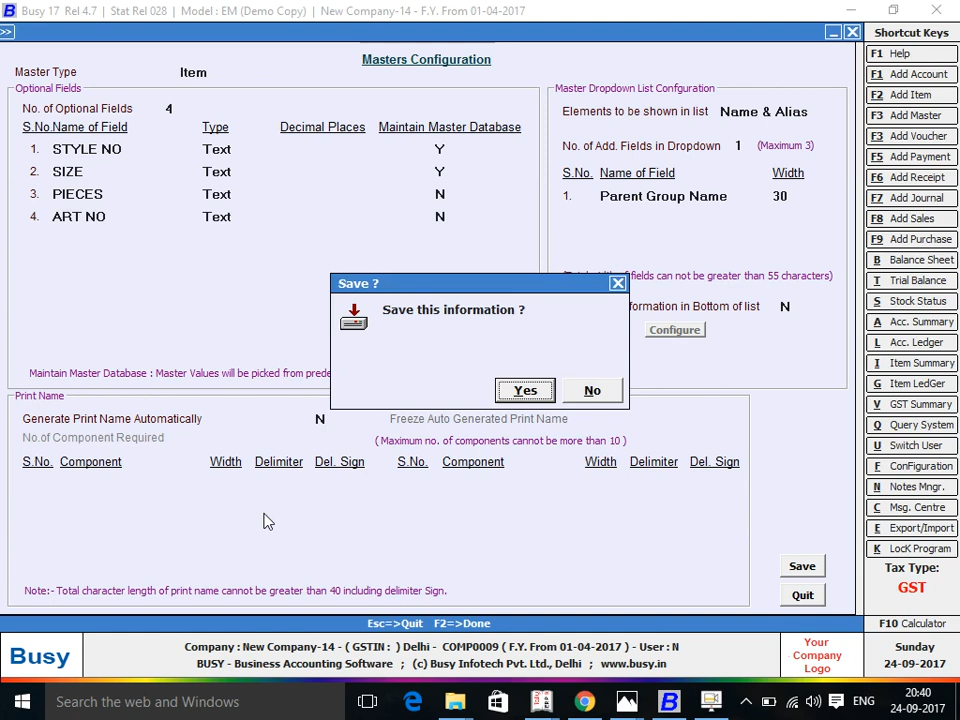 Busy 17 Rel 4.7 | Stat Rel 028 | Model : EM (Demo Copy) | New Company-14 - F.Y. From 01-04-2017
>>
Masters Configuration
Master Type Item
Optional Fields
No. of Optional Fields 4
S.No. Name of Field Type Decimal Places Maintain Master Database
1. STYLE NO Text Y
2. SIZE Text Y
3. PIECES Text N
4. ART NO Text N
Maintain Master Database : Master Values will be picked from
Master Dropdown List Configuration
Elements to be shown in list Name & Alias
No. of Add. Fields in Dropdown 1 (Maximum 3)
S.No. Name of Field Width
1. Parent Group Name 30
fields can not be greater than 55 characters)
in Bottom of list N
Configure
Save ?
Save this information ?
Yes No
Print Name
Generate Print Name Automatically N Freeze Auto Generated Print Name
No.of Component Required (Maximum no. of components cannot be more than 10 )
S.No. Component Width Delimiter Del. Sign S.No. Component Width Delimiter Del. Sign
Note:- Total character length of print name cannot be greater than 40 including delimiter Sign.
Save
Quit
Esc=>Quit F2=>Done
Shortcut Keys
F1 Help
F1 Add Account
F2 Add Item
F3 Add Master
F3 Add Voucher
F5 Add Payment
F6 Add Receipt
F7 Add Journal
F8 Add Sales
F9 Add Purchase
B Balance Sheet
T Trial Balance
S Stock Status
A Acc. Summary
L Acc. Ledger
I Item Summary
G Item LedGer
V GST Summary
Q Query System
U Switch User
F ConFiguration
N Notes Mngr.
C Msg. Centre
E Export/Import
K LocK Program
Tax Type:
GST
F10 Calculator
Busy
Company : New Company-14 - ( GSTIN : ) Delhi - COMP0009 ( F.Y. From 01-04-2017 ) - User : N
BUSY - Business Accounting Software ; (c) Busy Infotech Pvt. Ltd., Delhi ; www.busy.in
Your
Company
Logo
Sunday
24-09-2017
Search the web and Windows
ENG
20:40
24-09-2017